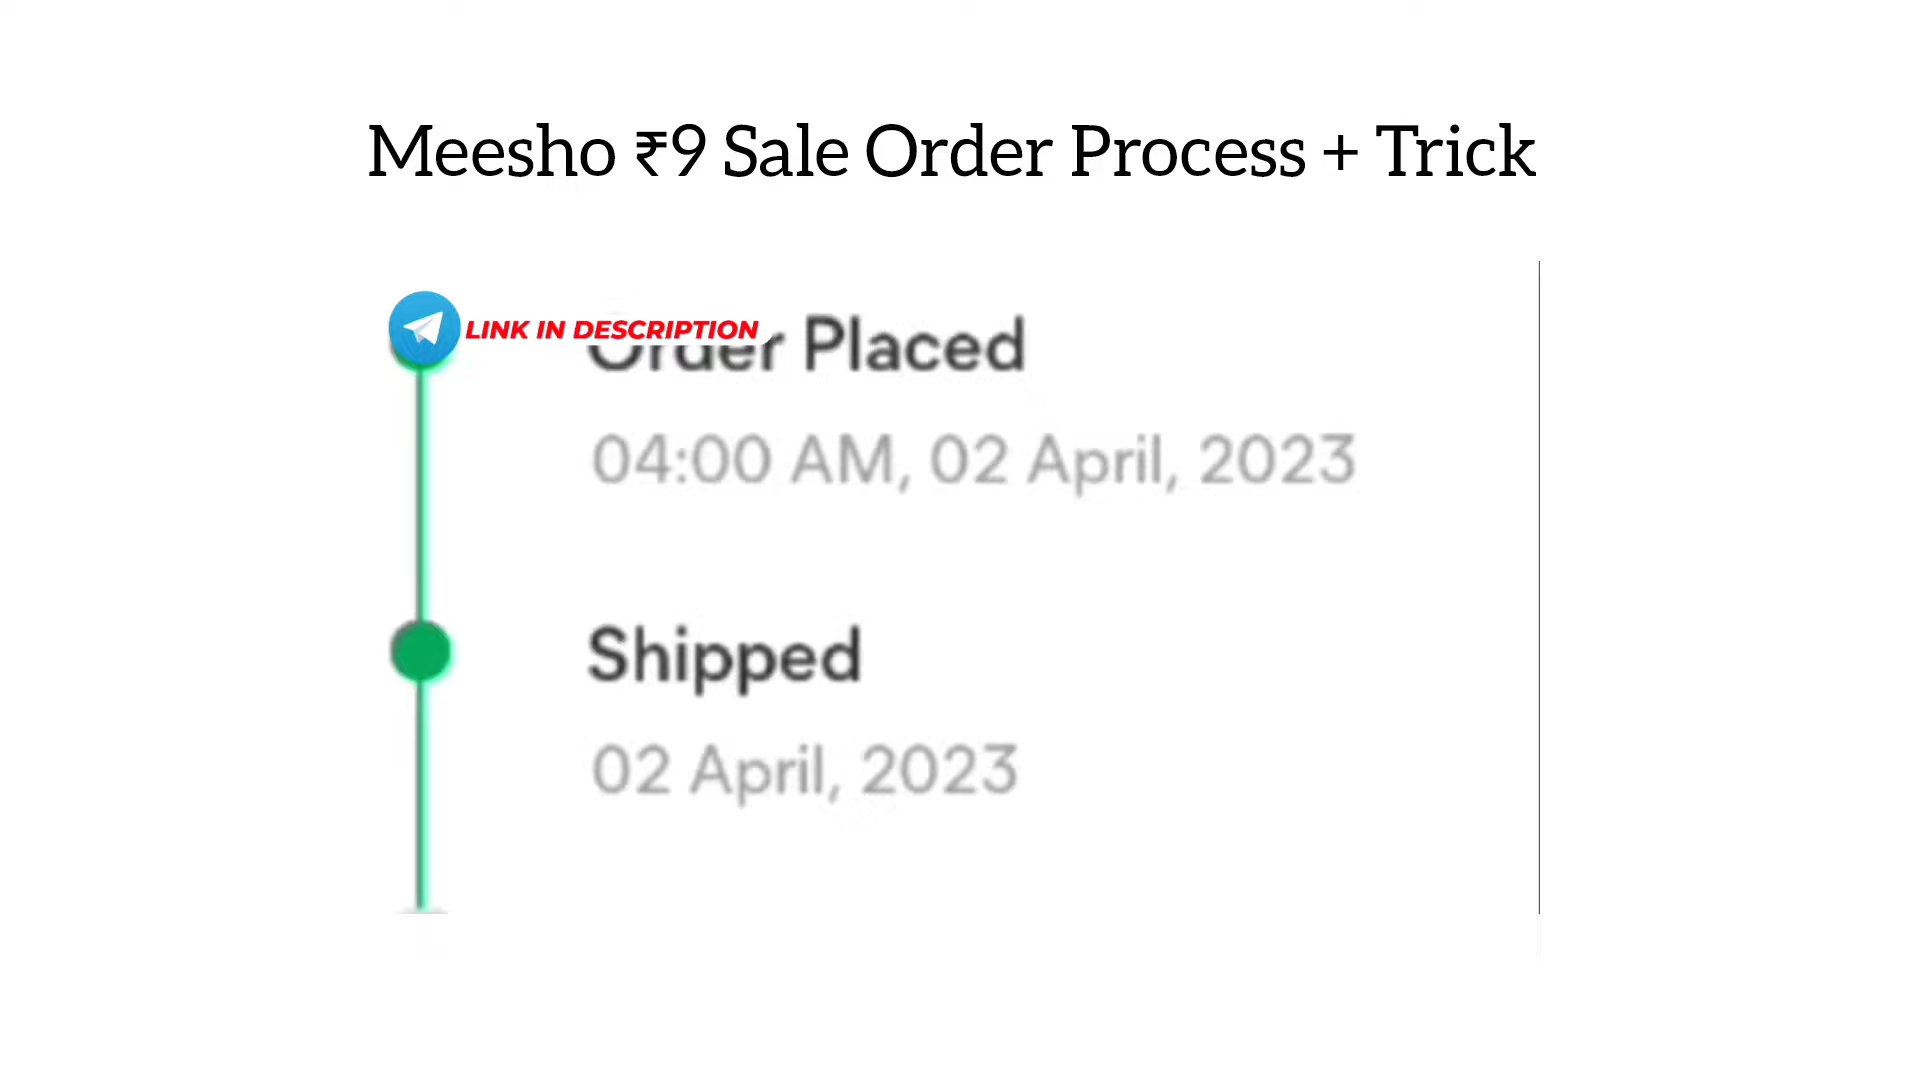 Meesho ₹9 Sale Order Process + Trick
LINK IN DESCRIPTION
Order Placed
04:00 AM, 02 April, 2023
Shipped
02 April, 2023